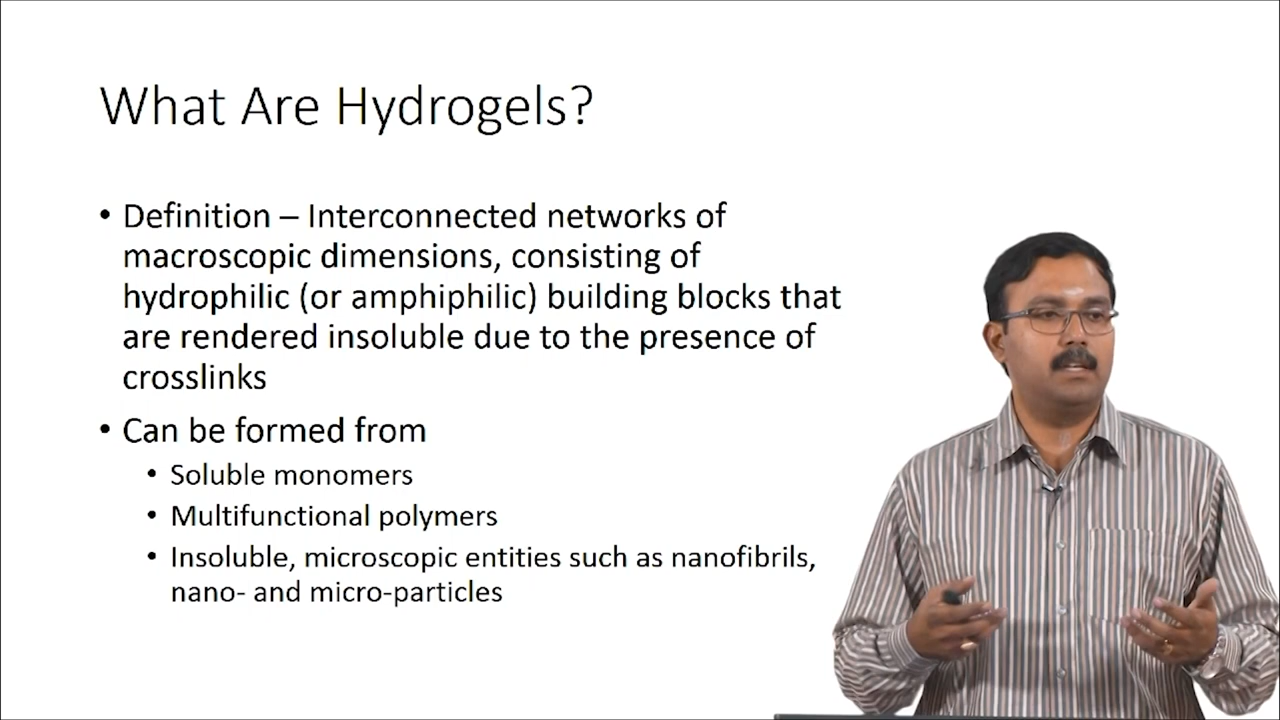 What Are Hydrogels?
• Definition – Interconnected networks of
macroscopic dimensions, consisting of
hydrophilic (or amphiphilic) building blocks that
are rendered insoluble due to the presence of
crosslinks
• Can be formed from
• Soluble monomers
• Multifunctional polymers
• Insoluble, microscopic entities such as nanofibrils,
nano- and micro-particles